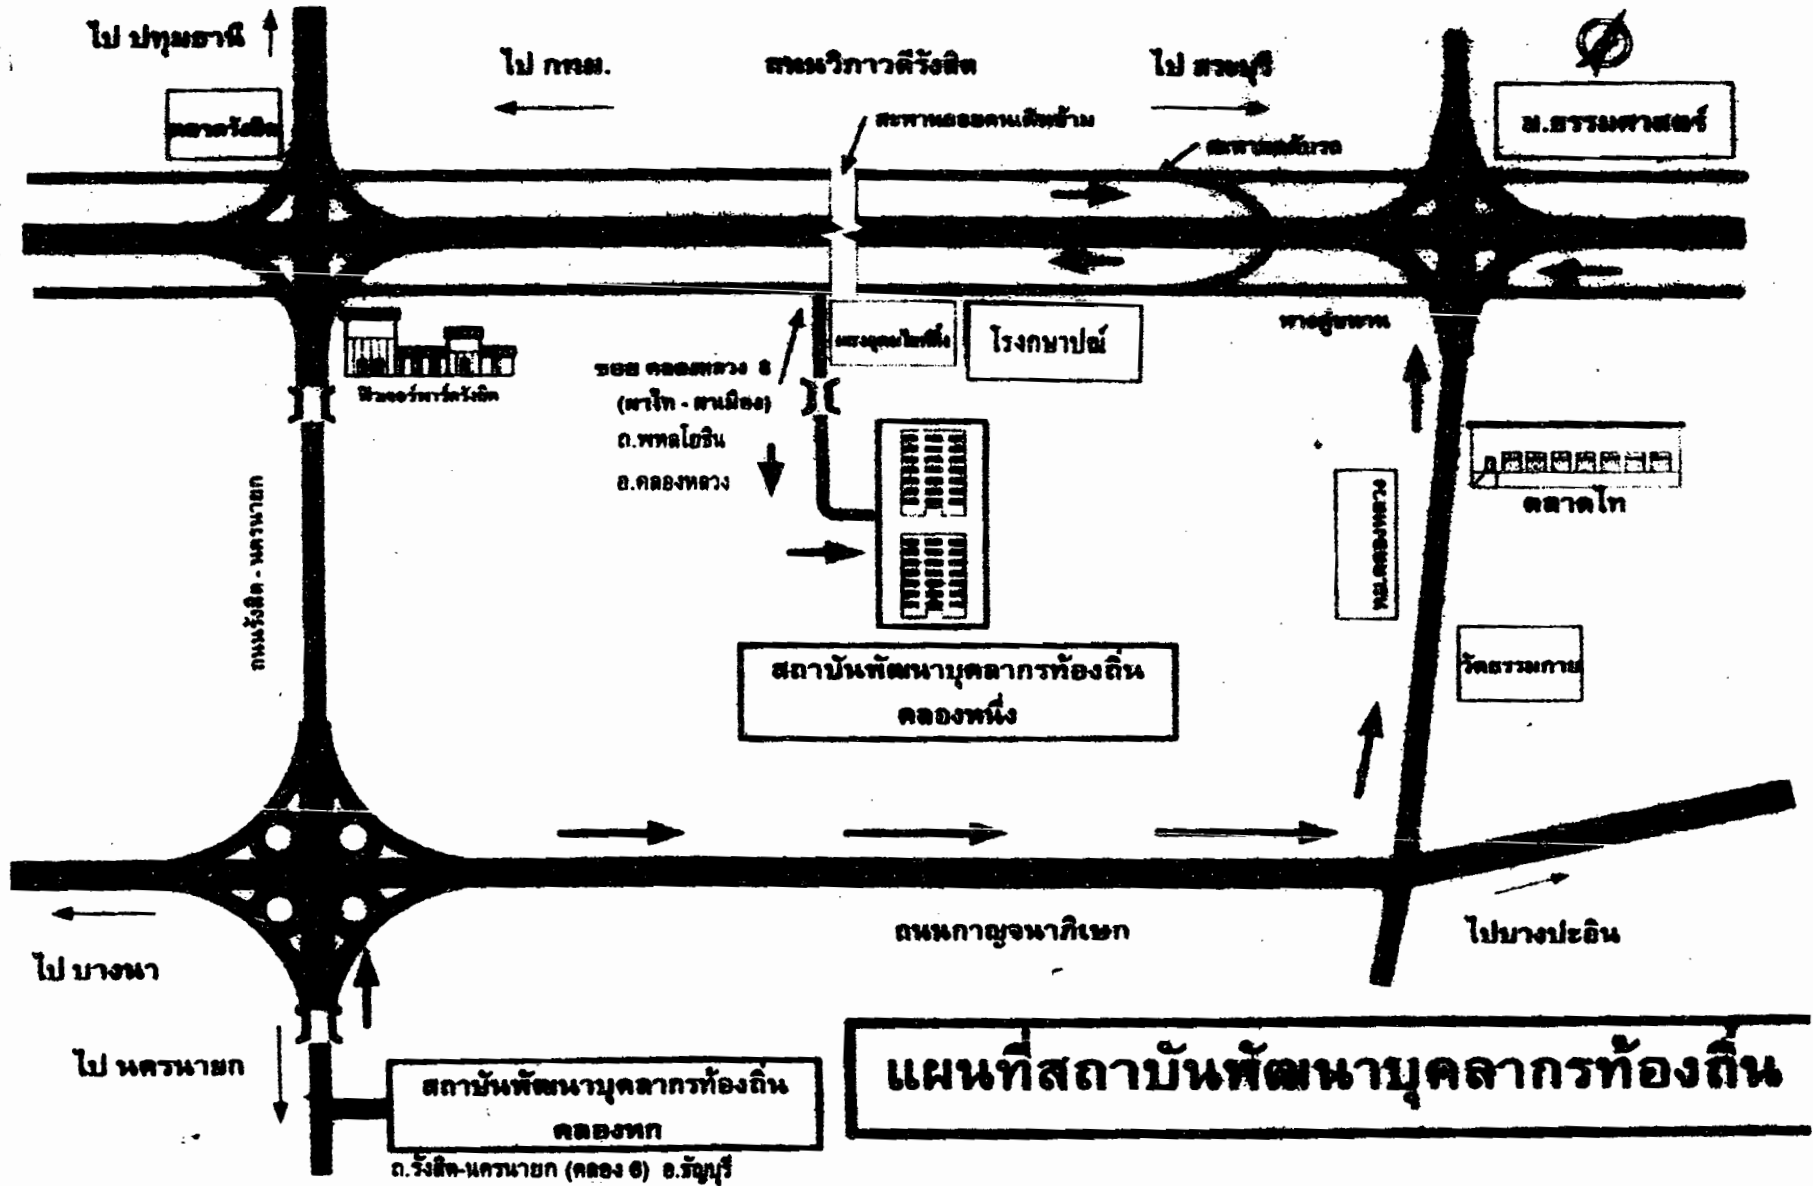 ไป ปทุมธานี
ไป กทม.
ถนนวิภาวดีรังสิต
ไป สระบุรี
ตลาดรังสิต
สะพานลอยคนเดินข้าม
สะพานกลับรถ
ม.ธรรมศาสตร์
ฟิวเจอร์พาร์ครังสิต
ซอย คลองหลวง 8
โรงกษาปณ์
ทางคู่ขนาน
ถ.พหลโยธิน
อ.คลองหลวง
ตลาดไท
ถนนรังสิต - นครนายก
คลองหลวง
วัดธรรมกาย
สถาบันพัฒนาบุคลากรท้องถิ่น
คลองหนึ่ง
ถนนกาญจนาภิเษก
ไปบางปะอิน
ไป บางนา
ไป นครนายก
สถาบันพัฒนาบุคลากรท้องถิ่น
คลองหก
ถ.รังสิต-นครนายก (คลอง 6) อ.ธัญบุรี
แผนที่สถาบันพัฒนาบุคลากรท้องถิ่น